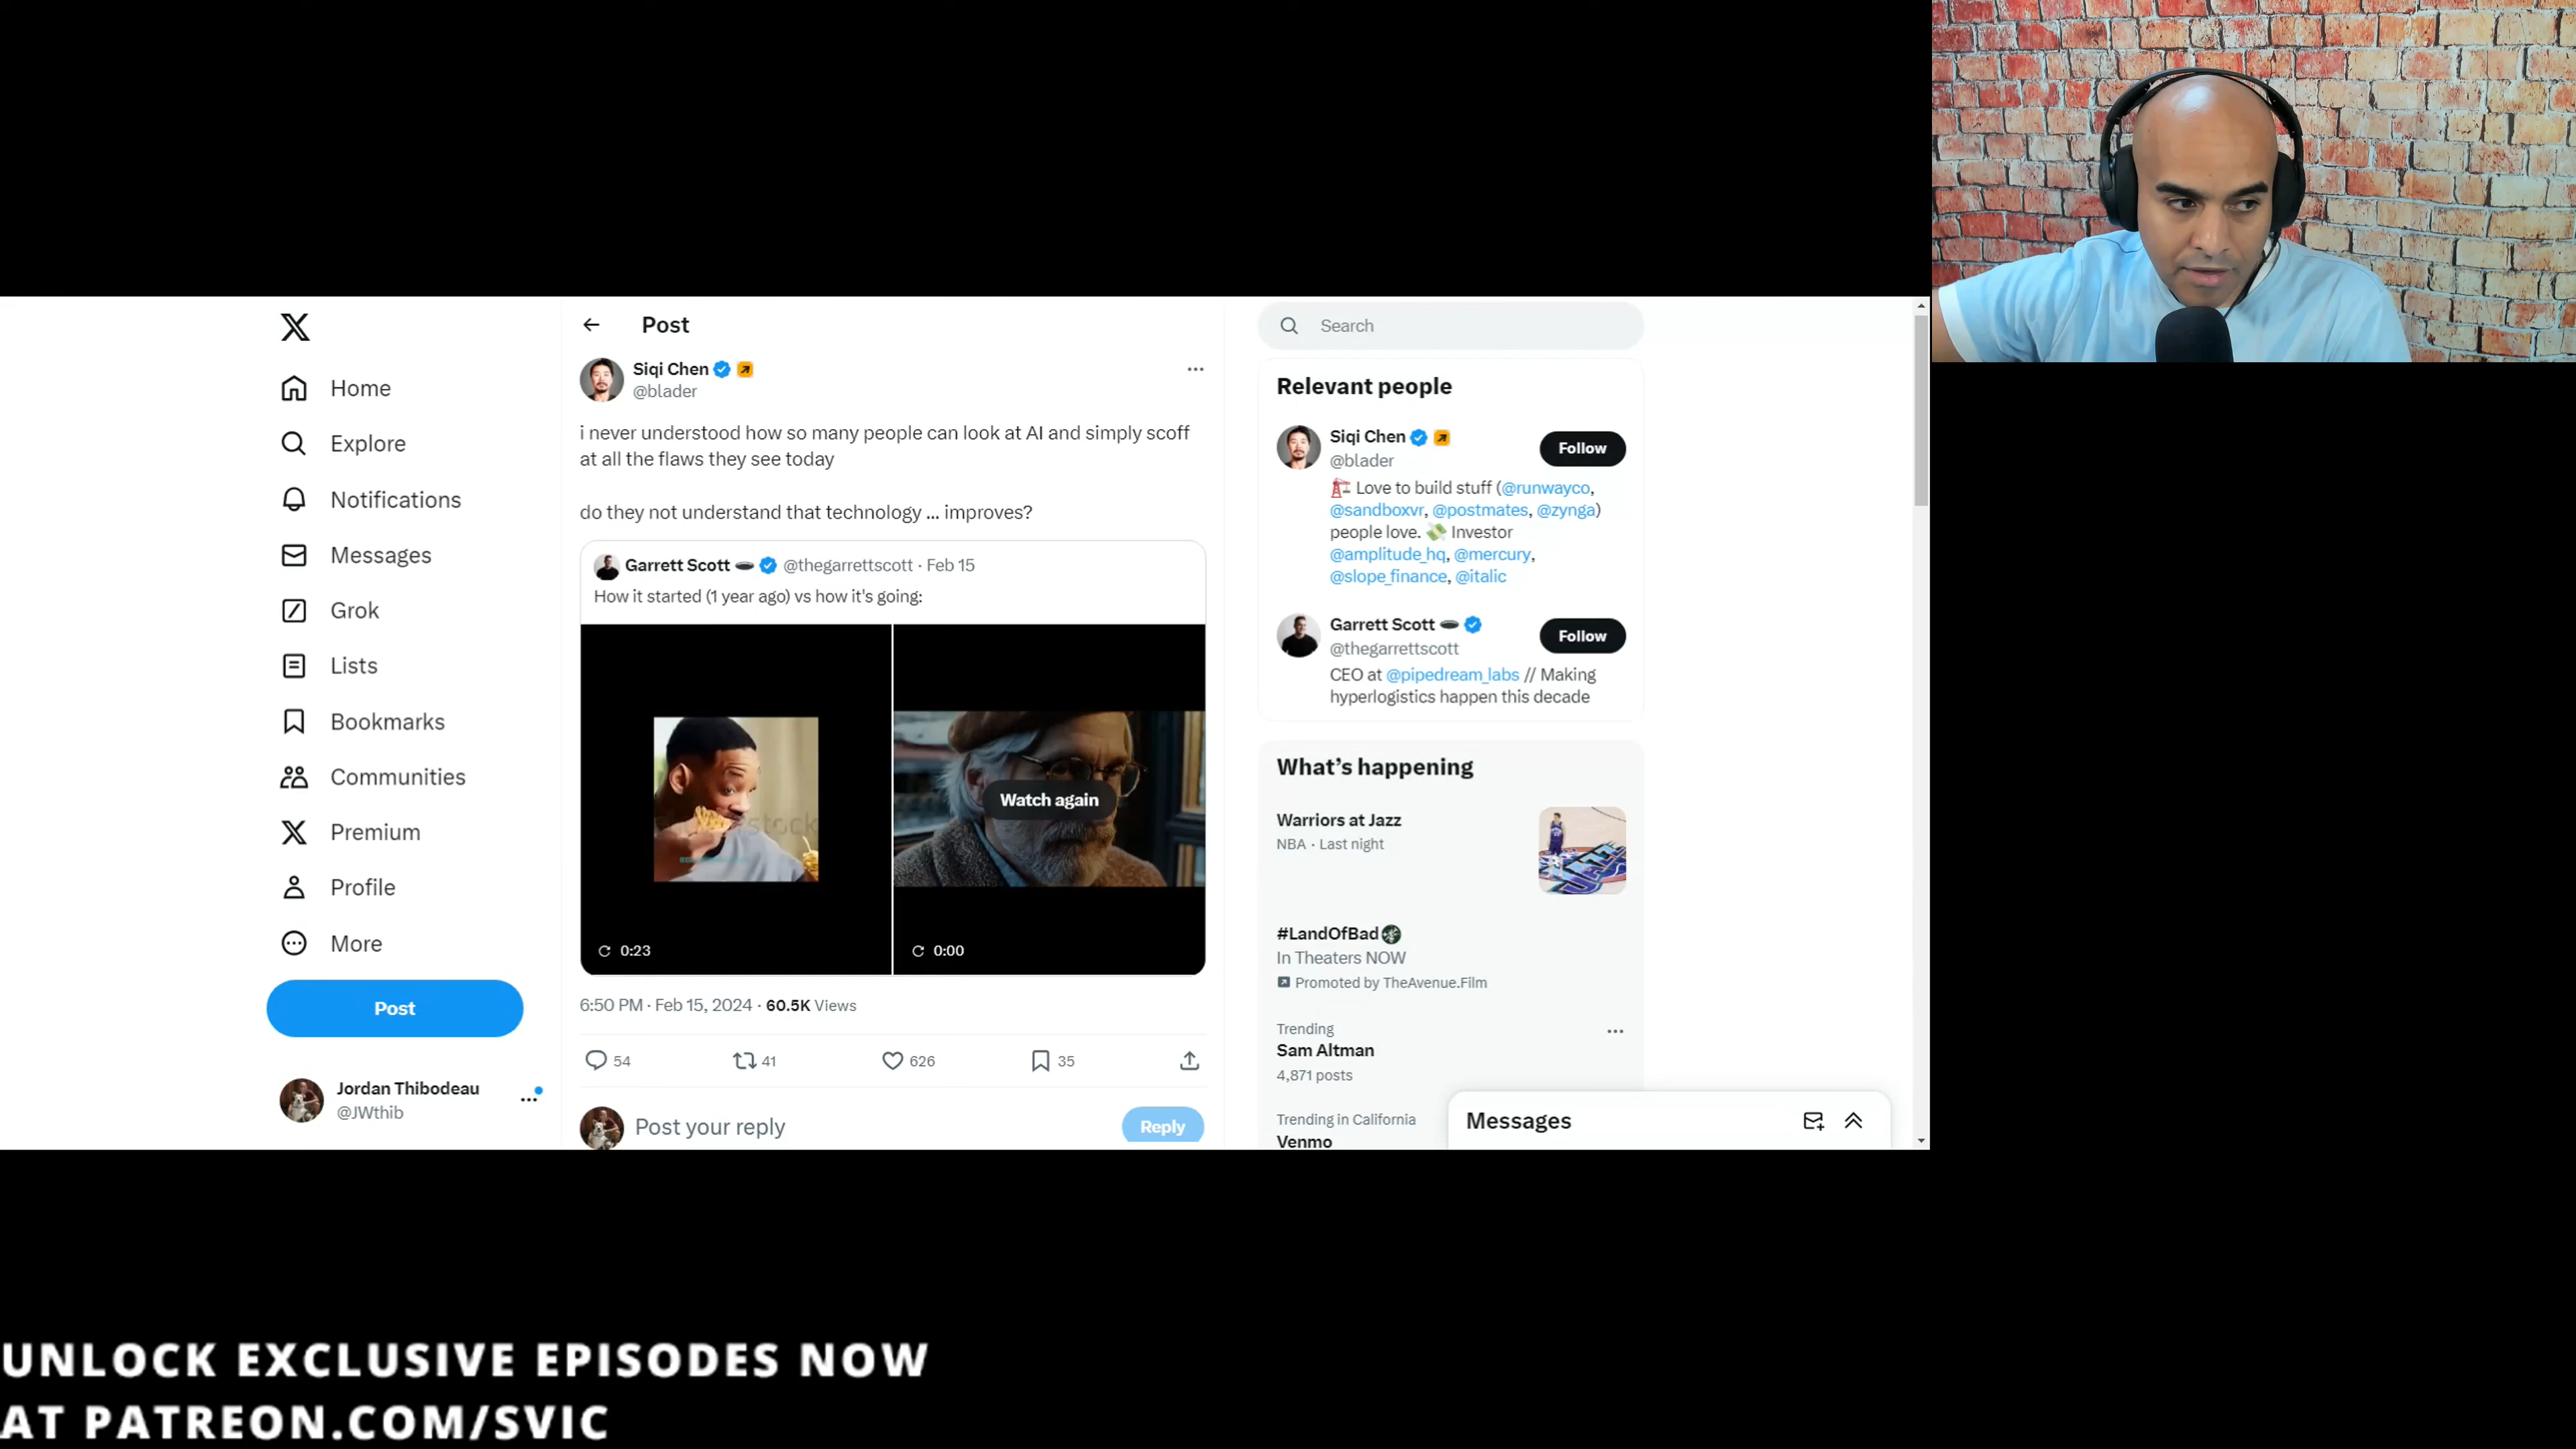 Home
Explore
Notifications
Messages
Grok
Lists
Bookmarks
Communities
Premium
Profile
More
Post
Jordan Thibodeau
@JWthib
Post
Siqi Chen
@blader
i never understood how so many people can look at AI and simply scoff
at all the flaws they see today
do they not understand that technology ... improves?
Garrett Scott @thegarrettscott · Feb 15
How it started (1 year ago) vs how it's going:
stock
Watch again
0:23
0:00
6:50 PM · Feb 15, 2024 · 60.5K Views
54
41
626
35
Post your reply
Reply
Search
Relevant people
Siqi Chen
@blader
Follow
Love to build stuff (@runwayco,
@sandboxvr, @postmates, @zynga)
people love. Investor
@amplitude_hq, @mercury,
@slope_finance, @italic
Garrett Scott
@thegarrettscott
Follow
CEO at @pipedream_labs // Making
hyperlogistics happen this decade
What's happening
Warriors at Jazz
NBA · Last night
#LandOfBad
In Theaters NOW
Promoted by TheAvenue.Film
Trending
Sam Altman
4,871 posts
Trending in California
Venmo
Messages
UNLOCK EXCLUSIVE EPISODES NOW
AT PATREON.COM/SVIC